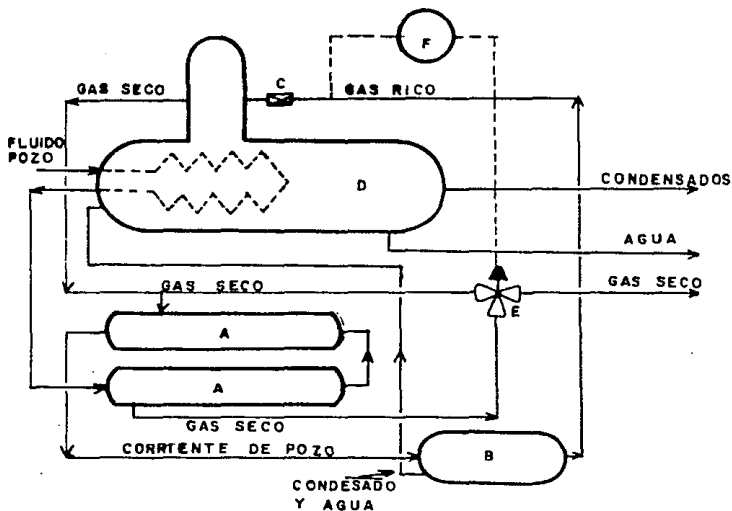 F
GAS SECO
C
GAS RICO
FLUIDO
POZO
D
CONDENSADOS
AGUA
GAS SECO
GAS SECO
E
A
A
GAS SECO
CORRIENTE DE POZO
B
CONDESADO
Y AGUA